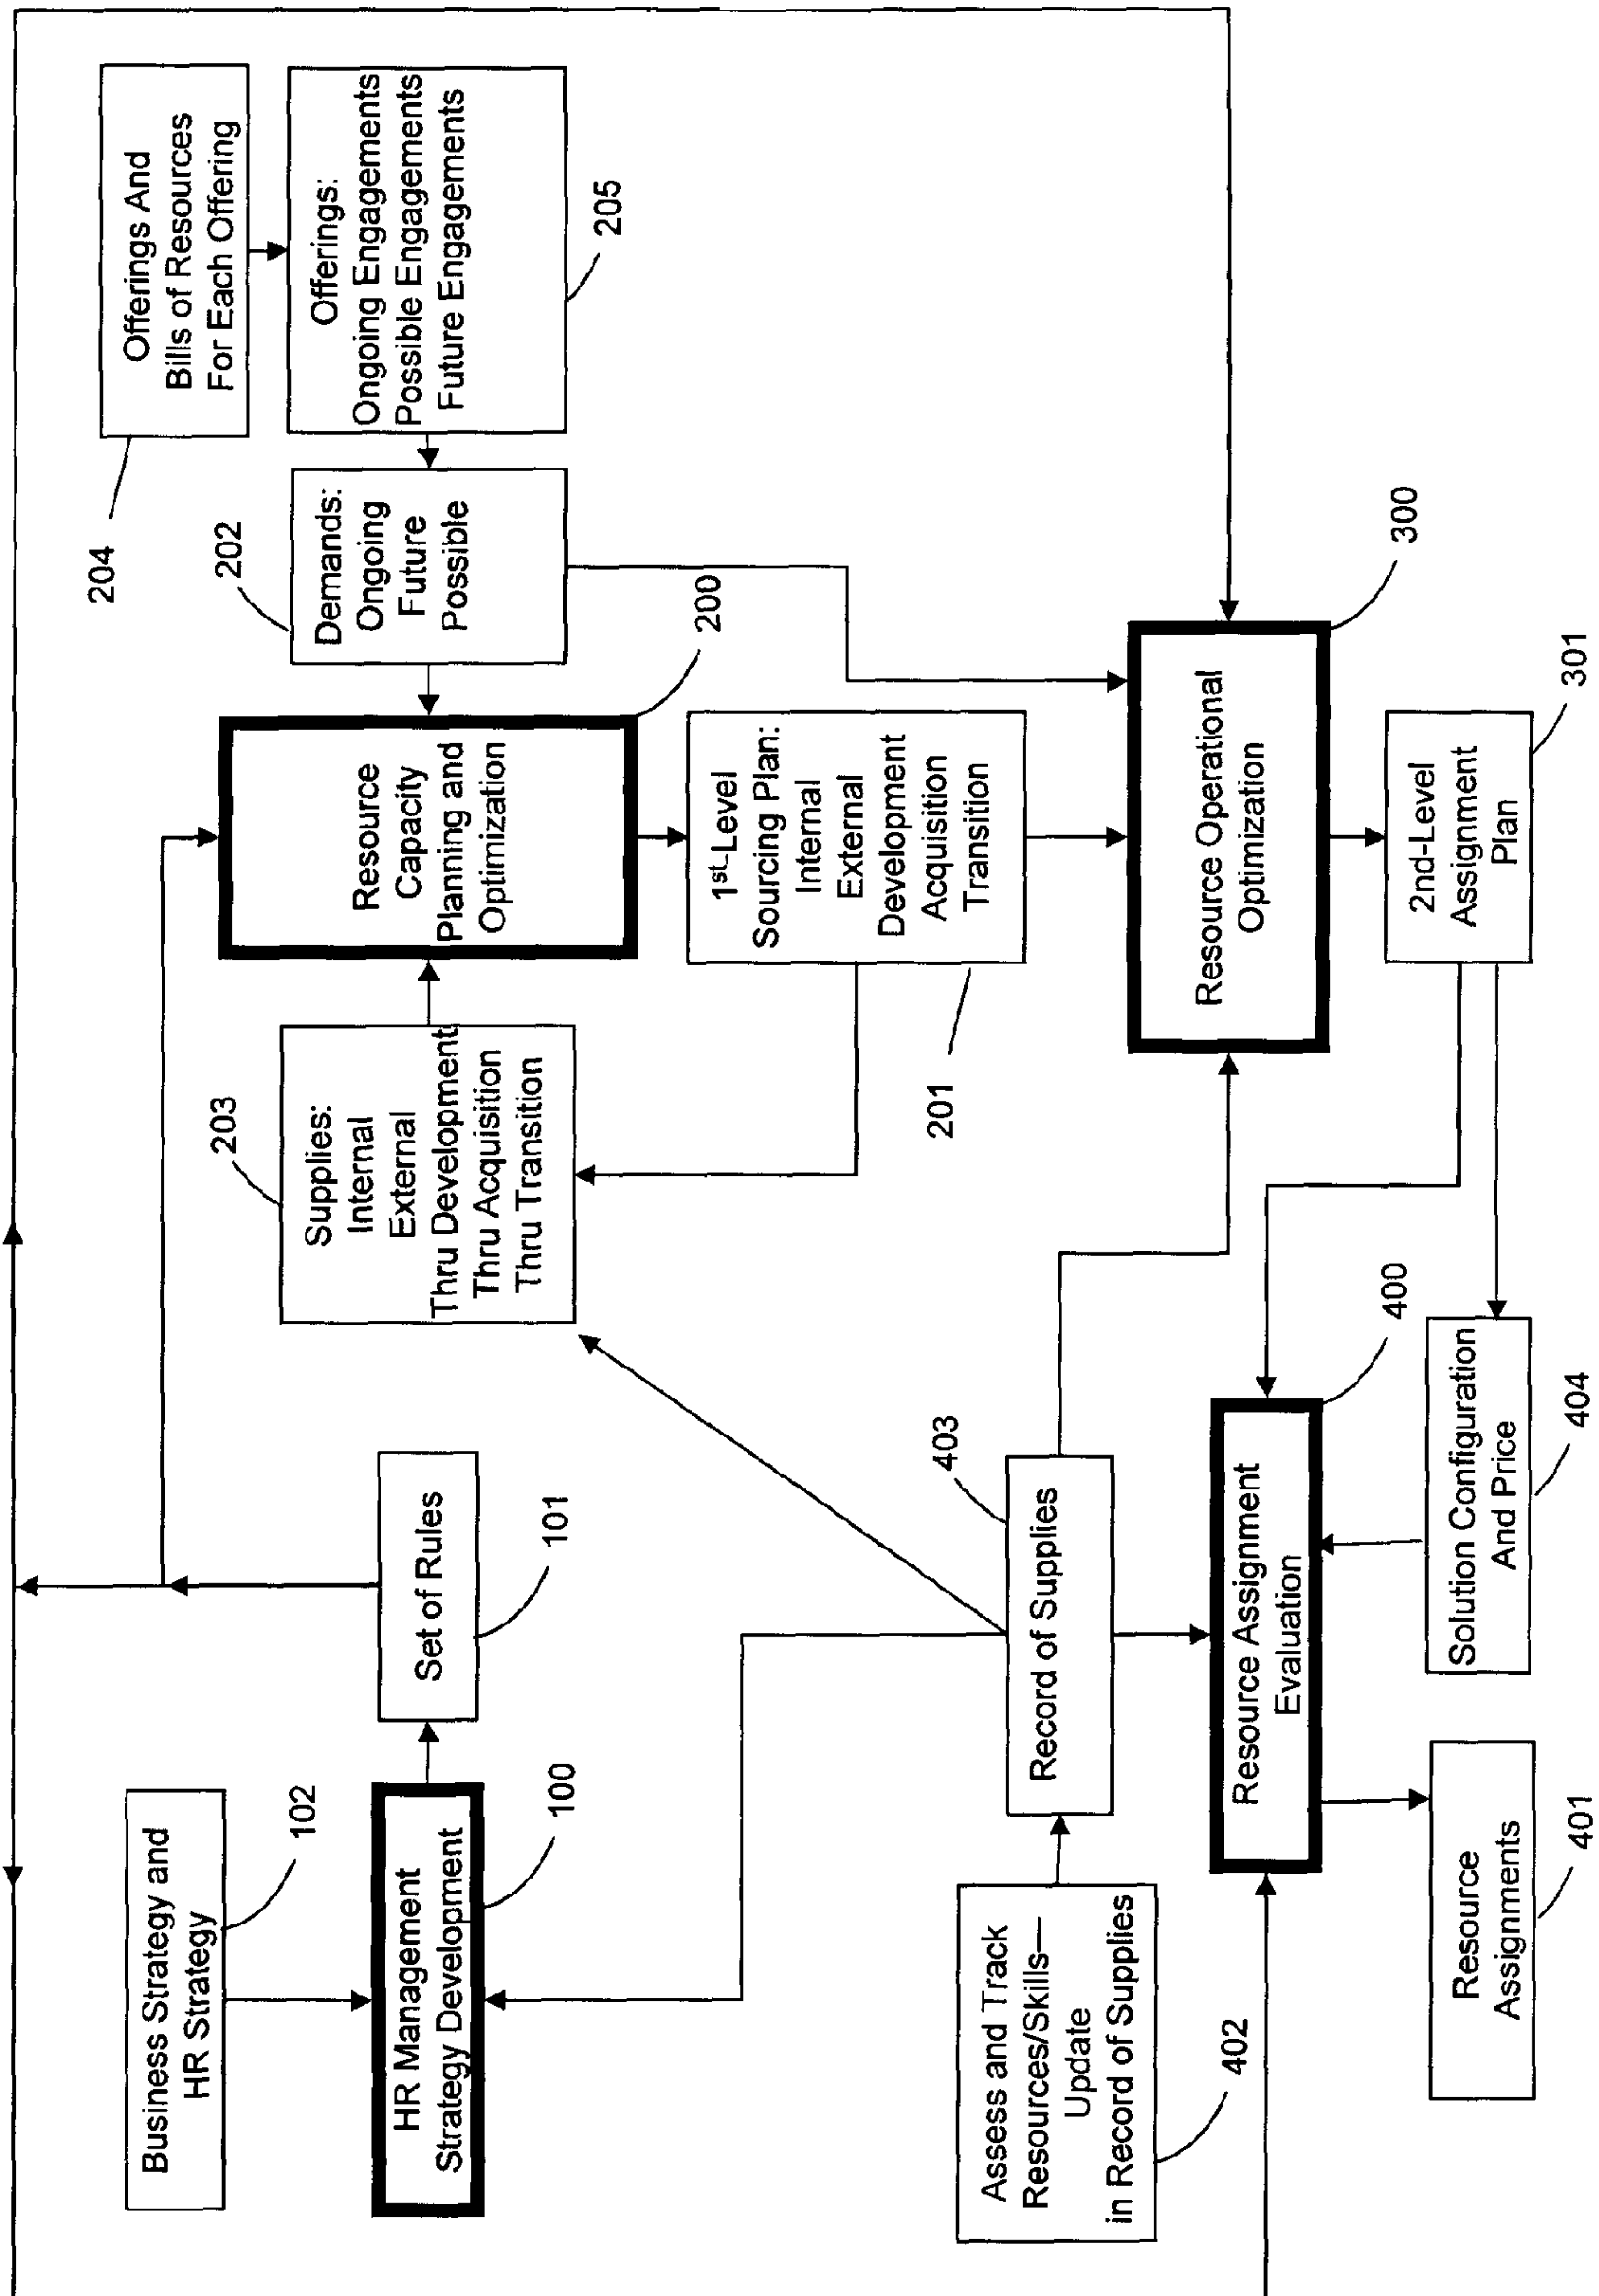 Business Strategy and
HR Strategy
102
HR Management
Strategy Development
100
Set of Rules
101
Supplies:
Internal
External
Thru Development
Thru Acquisition
Thru Transition
203
Resource
Capacity
Planning and
Optimization
200
Demands:
Ongoing
Future
Possible
202
Offerings And
Bills of Resources
For Each Offering
204
Offerings:
Ongoing Engagements
Possible Engagements
Future Engagements
205
1st-Level
Sourcing Plan:
Internal
External
Development
Acquisition
Transition
201
Assess and Track
Resources/Skills—
Update
in Record of Supplies
402
Record of Supplies
403
Resource Operational
Optimization
300
Resource Assignment
Evaluation
400
2nd-Level
Assignment
Plan
301
Resource
Assignments
401
Solution Configuration
And Price
404